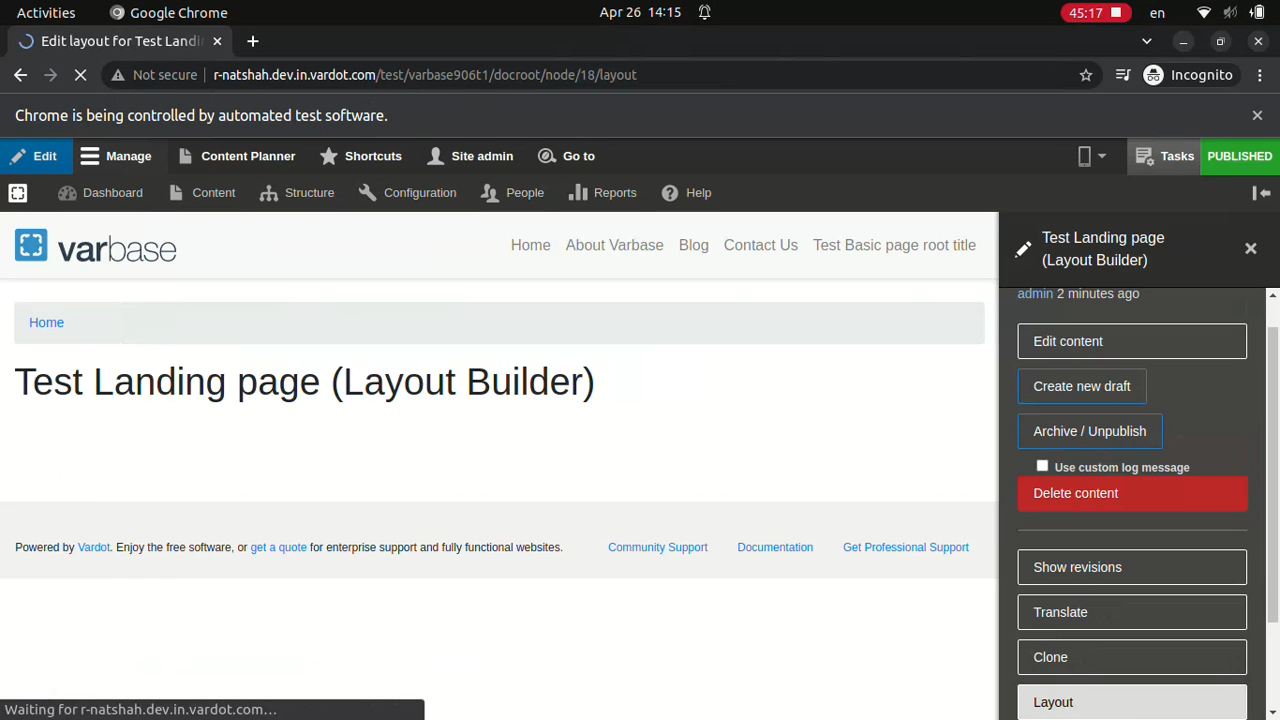 Activities
Google Chrome
Apr 26 14:15
45:17
en
Edit layout for Test Landi
Not secure
r-natshah.dev.in.vardot.com/test/varbase906t1/docroot/node/18/layout
Incognito
Chrome is being controlled by automated test software.
Edit
Manage
Content Planner
Shortcuts
Site admin
Go to
Tasks
PUBLISHED
Dashboard
Content
Structure
Configuration
People
Reports
Help
varbase
Home
About Varbase
Blog
Contact Us
Test Basic page root title
Home
Test Landing page (Layout Builder)
Powered by Vardot. Enjoy the free software, or get a quote for enterprise support and fully functional websites.
Community Support
Documentation
Get Professional Support
Test Landing page
(Layout Builder)
admin 2 minutes ago
Edit content
Create new draft
Archive / Unpublish
Use custom log message
Delete content
Show revisions
Translate
Clone
Layout
Waiting for r-natshah.dev.in.vardot.com…